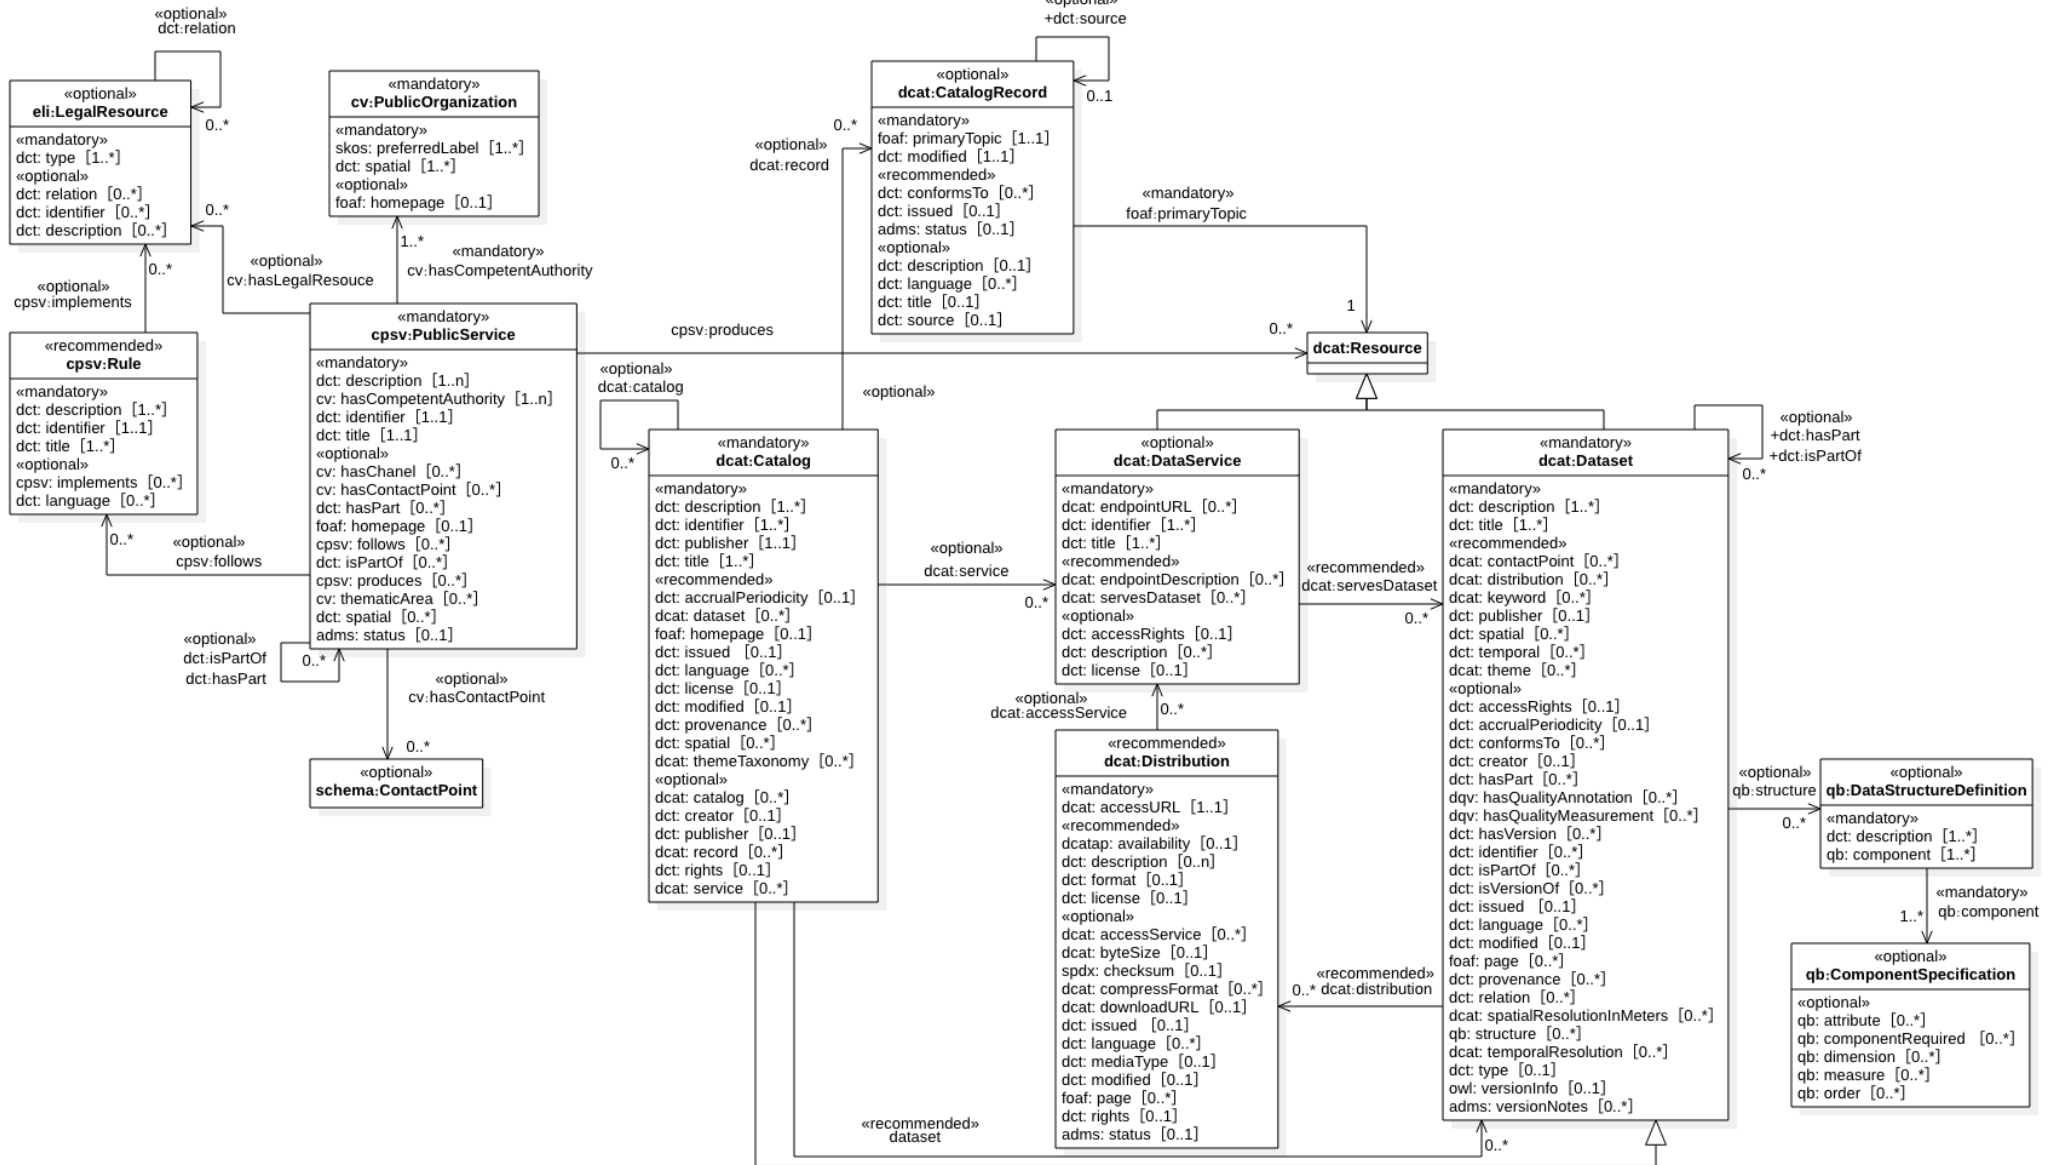 «optional»
dct:relation
«optional»
eli:LegalResource
«mandatory»
dct: type [1..*]
«optional»
dct: relation [0..*]
dct: identifier [0..*]
dct: description [0..*]
0..*
0..*
«mandatory»
cv:PublicOrganization
«mandatory»
skos: preferredLabel [1..*]
dct: spatial [1..*]
«optional»
foaf: homepage [0..1]
1..*
«mandatory»
cv:hasCompetentAuthority
«optional»
cv:hasLegalResouce
0..*
«optional»
cpsv:implements
«recommended»
cpsv:Rule
«mandatory»
dct: description [1..*]
dct: identifier [1..1]
dct: title [1..*]
«optional»
cpsv: implements [0..*]
dct: language [0..*]
0..*
«optional»
cpsv:follows
«mandatory»
cpsv:PublicService
«mandatory»
dct: description [1..n]
cv: hasCompetentAuthority [1..n]
dct: identifier [1..1]
dct: title [1..1]
«optional»
cv: hasChanel [0..*]
cv: hasContactPoint [0..*]
dct: hasPart [0..*]
foaf: homepage [0..1]
cpsv: follows [0..*]
dct: isPartOf [0..*]
cpsv: produces [0..*]
cv: thematicArea [0..*]
dct: spatial [0..*]
adms: status [0..1]
«optional»
dct:isPartOf
dct:hasPart
0..*
«optional»
cv:hasContactPoint
0..*
«optional»
schema:ContactPoint
cpsv:produces
0..*
«optional»
+dct:source
0..1
«optional»
dcat:CatalogRecord
«mandatory»
foaf: primaryTopic [1..1]
dct: modified [1..1]
«recommended»
dct: conformsTo [0..*]
dct: issued [0..1]
adms: status [0..1]
«optional»
dct: description [0..1]
dct: language [0..*]
dct: title [0..1]
dct: source [0..1]
0..*
«optional»
dcat:record
«mandatory»
foaf:primaryTopic
1
dcat:Resource
«optional»
dcat:catalog
0..*
«optional»
«mandatory»
dcat:Catalog
«mandatory»
dct: description [1..*]
dct: identifier [1..*]
dct: publisher [1..1]
dct: title [1..*]
«recommended»
dct: accrualPeriodicity [0..1]
dcat: dataset [0..*]
foaf: homepage [0..1]
dct: issued [0..1]
dct: language [0..*]
dct: license [0..1]
dct: modified [0..1]
dct: provenance [0..*]
dct: spatial [0..*]
dcat: themeTaxonomy [0..*]
«optional»
dcat: catalog [0..*]
dct: creator [0..1]
dct: publisher [0..1]
dcat: record [0..*]
dct: rights [0..1]
dcat: service [0..*]
«optional»
dcat:service
0..*
«optional»
dcat:DataService
«mandatory»
dcat: endpointURL [0..*]
dct: identifier [1..*]
dct: title [1..*]
«recommended»
dcat: endpointDescription [0..*]
dcat: servesDataset [0..*]
«optional»
dct: accessRights [0..1]
dct: description [0..*]
dct: license [0..1]
«recommended»
dcat:servesDataset
0..*
«optional»
dcat:accessService
0..*
«recommended»
dcat:Distribution
«mandatory»
dcat: accessURL [1..1]
«recommended»
dcatap: availability [0..1]
dct: description [0..n]
dct: format [0..1]
dct: license [0..1]
«optional»
dcat: accessService [0..*]
dcat: byteSize [0..1]
spdx: checksum [0..1]
dcat: compressFormat [0..*]
dcat: downloadURL [0..1]
dct: issued [0..1]
dct: language [0..*]
dct: mediaType [0..1]
dct: modified [0..1]
foaf: page [0..*]
dct: rights [0..1]
adms: status [0..1]
«recommended»
0..* dcat:distribution
«recommended»
dataset
0..*
«mandatory»
dcat:Dataset
«mandatory»
dct: description [1..*]
dct: title [1..*]
«recommended»
dcat: contactPoint [0..*]
dcat: distribution [0..*]
dcat: keyword [0..*]
dct: publisher [0..1]
dct: spatial [0..*]
dct: temporal [0..*]
dcat: theme [0..*]
«optional»
dct: accessRights [0..1]
dct: accrualPeriodicity [0..1]
dct: conformsTo [0..*]
dct: creator [0..1]
dct: hasPart [0..*]
dqv: hasQualityAnnotation [0..*]
dqv: hasQualityMeasurement [0..*]
dct: hasVersion [0..*]
dct: identifier [0..*]
dct: isPartOf [0..*]
dct: isVersionOf [0..*]
dct: issued [0..1]
dct: language [0..*]
dct: modified [0..1]
foaf: page [0..*]
dct: provenance [0..*]
dct: relation [0..*]
dcat: spatialResolutionInMeters [0..*]
qb: structure [0..*]
dcat: temporalResolution [0..*]
dct: type [0..1]
owl: versionInfo [0..1]
adms: versionNotes [0..*]
«optional»
+dct:hasPart
+dct:isPartOf
0..*
«optional»
qb:structure
0..*
«optional»
qb:DataStructureDefinition
«mandatory»
dct: description [1..*]
qb: component [1..*]
«mandatory»
1..*
qb:component
«optional»
qb:ComponentSpecification
«optional»
qb: attribute [0..*]
qb: componentRequired [0..*]
qb: dimension [0..*]
qb: measure [0..*]
qb: order [0..*]